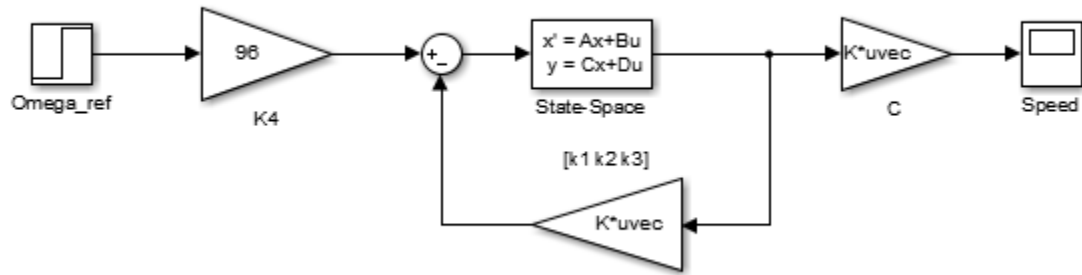 96
x' = Ax+Bu
y = Cx+Du
K*uvec
Omega_ref
K4
+
-
State-Space
C
Speed
[k1 k2 k3]
K*uvec